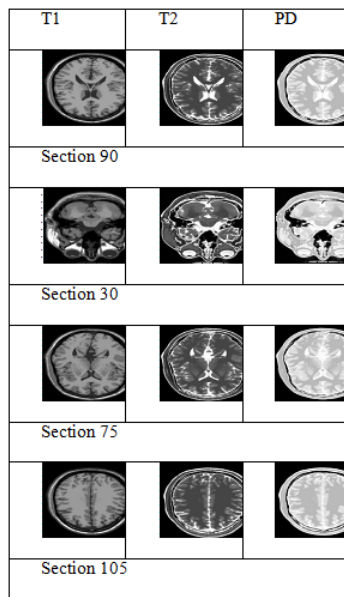 T1 T2 PD
Section 90
Section 30
Section 75
Section 105